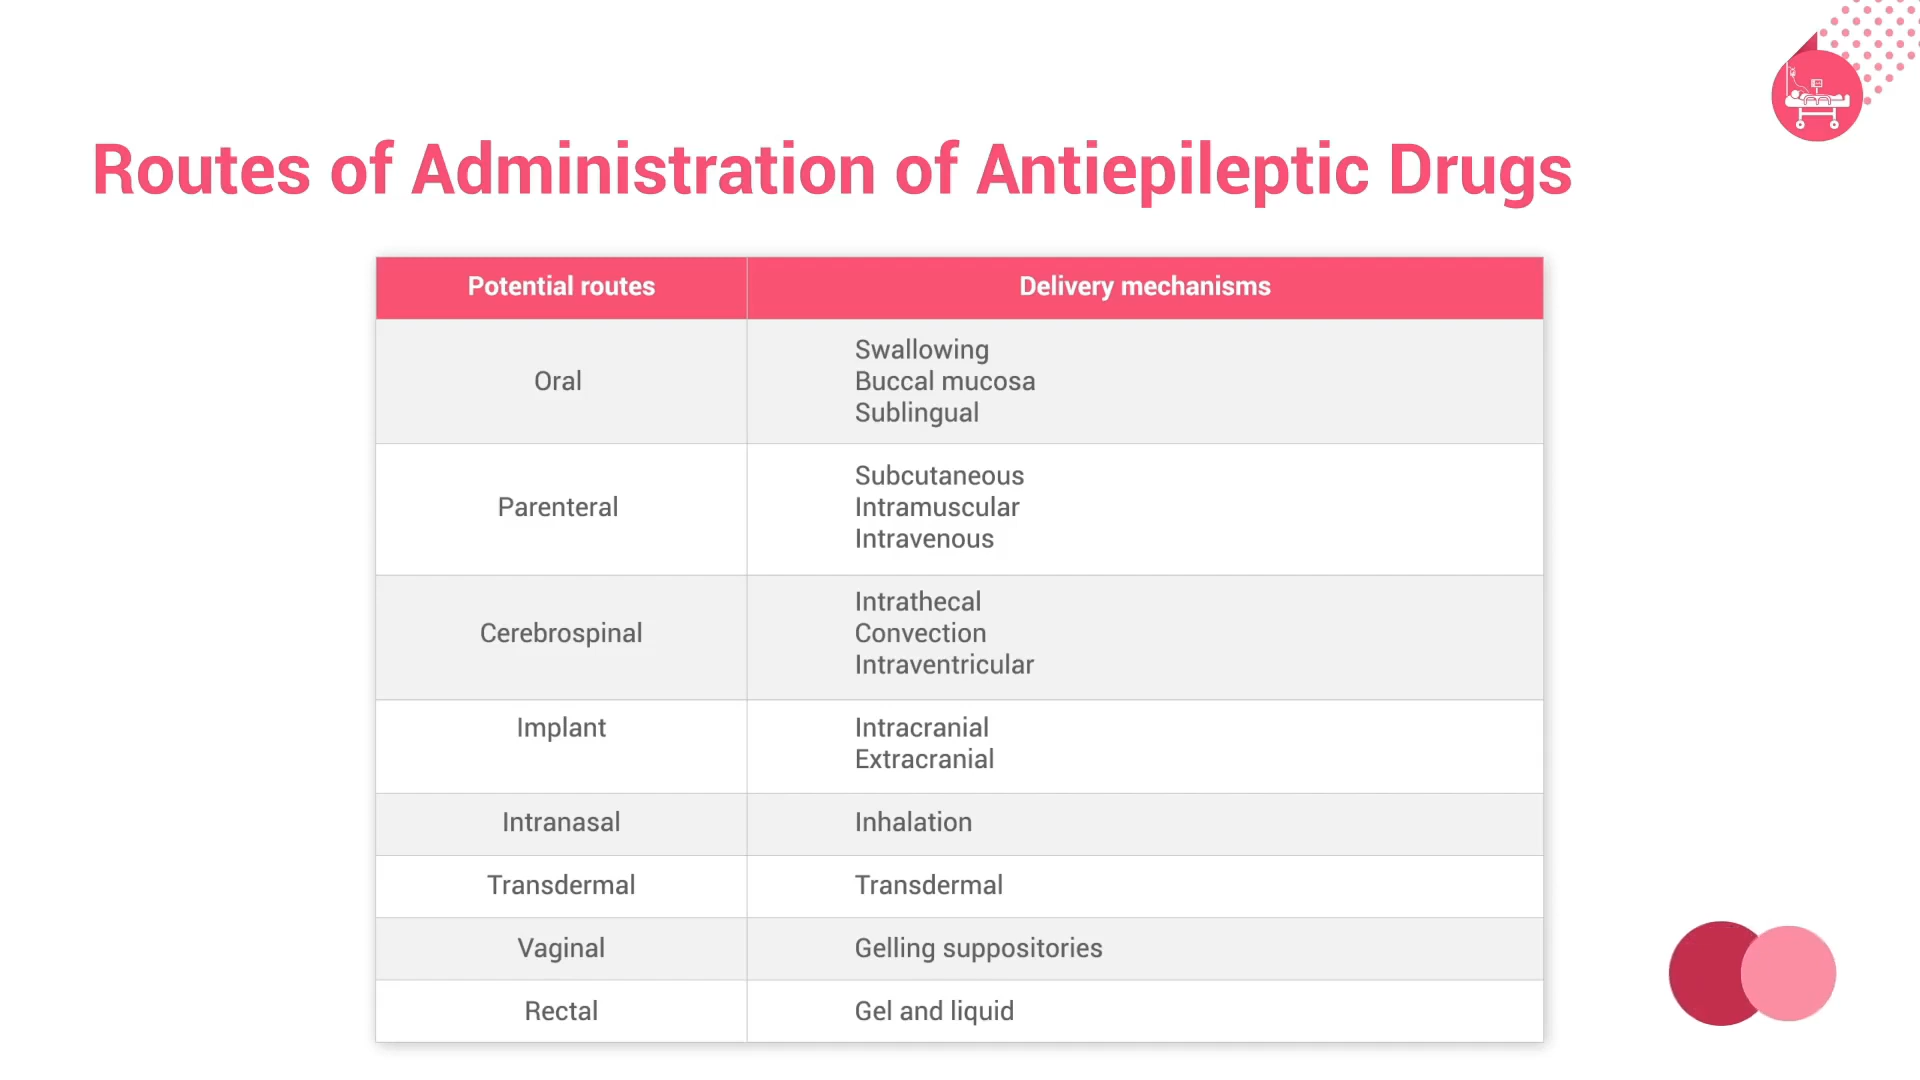 Routes of Administration of Antiepileptic Drugs
Potential routes
Delivery mechanisms
Oral
Swallowing
Buccal mucosa
Sublingual
Parenteral
Subcutaneous
Intramuscular
Intravenous
Cerebrospinal
Intrathecal
Convection
Intraventricular
Implant
Intracranial
Extracranial
Intranasal
Inhalation
Transdermal
Transdermal
Vaginal
Gelling suppositories
Rectal
Gel and liquid